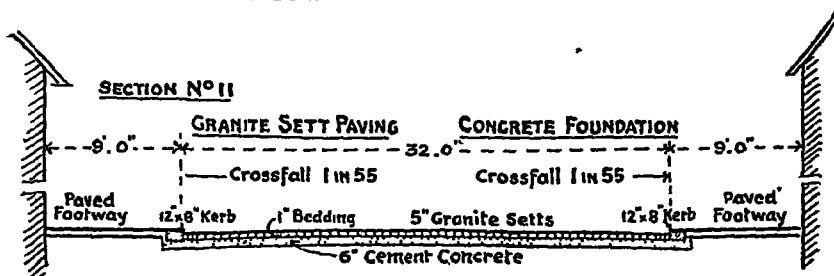 SECTION Nº 11
GRANITE SETT PAVING CONCRETE FOUNDATION
9'.0" 32.0" 9'.0"
Crossfall 1 IN 55 Crossfall 1 IN 55
Paved Footway 12"x8" Kerb 1" Bedding 5" Granite Setts 12"x8" Kerb Paved Footway
6" Cement Concrete